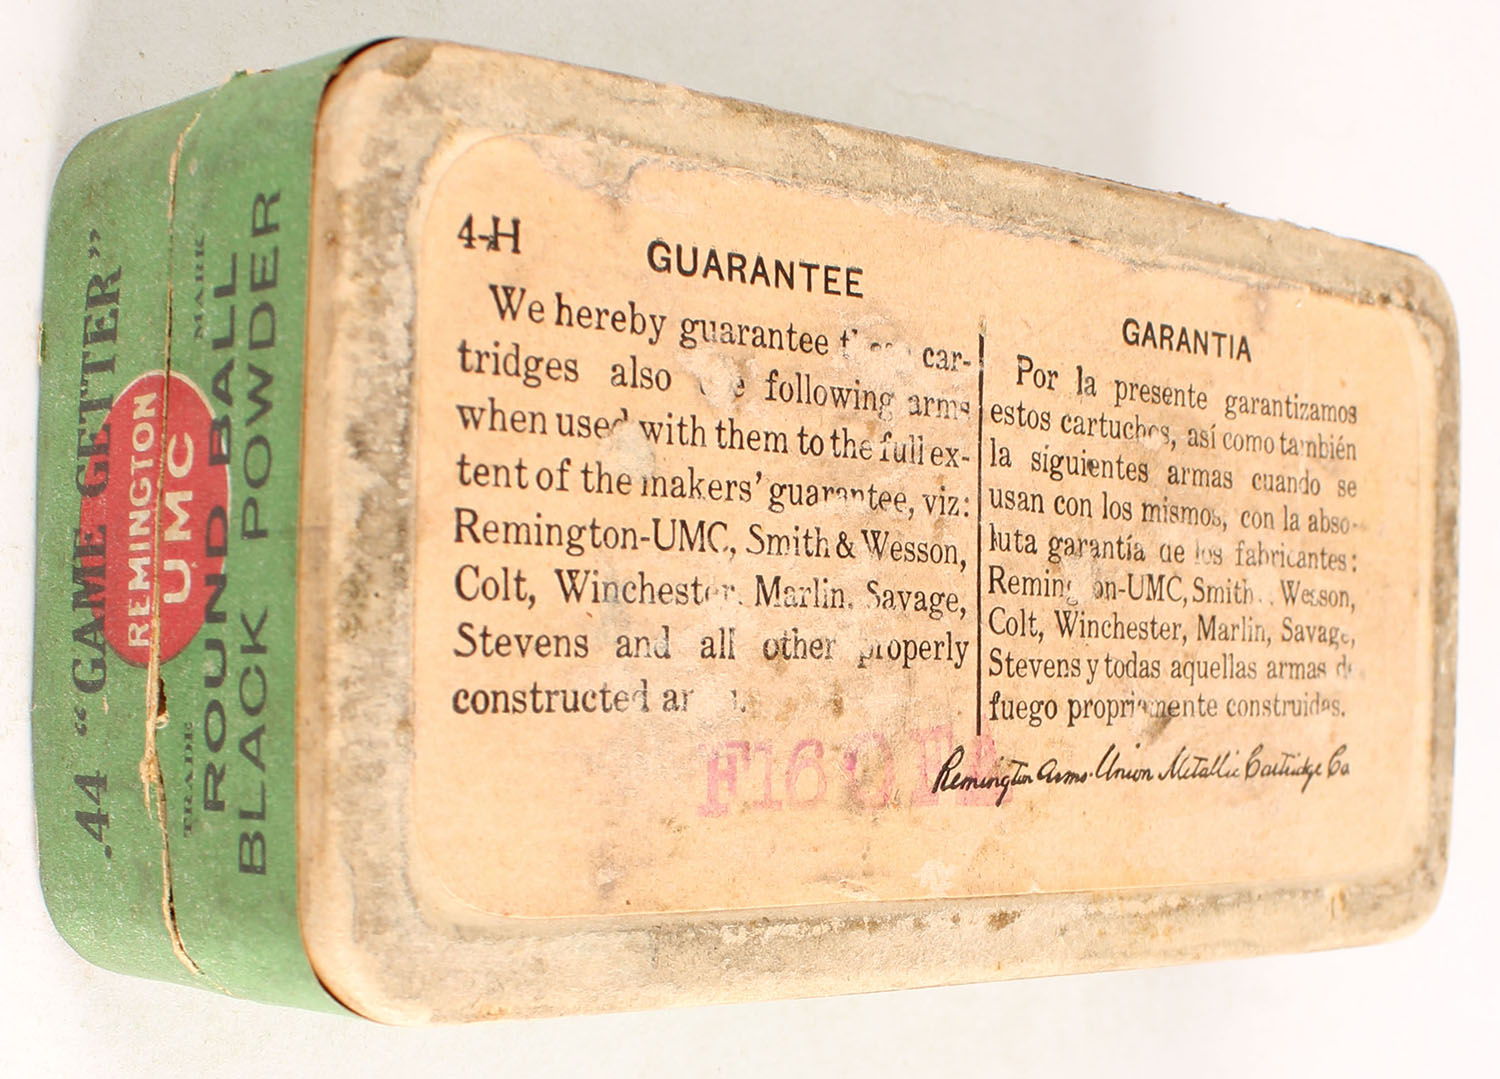 .44 “GAME GETTER”
REMINGTON
UMC
TRADE MARK
ROUND BALL
BLACK POWDER
4-H
GUARANTEE
We hereby guarantee car-
tridges also following arms
when used with them to the full ex-
tent of the makers' guarantee, viz:
Remington-UMC, Smith & Wesson,
Colt, Winchester, Marlin, Savage,
Stevens and all other properly
constructed
GARANTIA
Por la presente garantizamos
estos cartuchos, así como también
la siguientes armas cuando se
usan con los mismos, con la abso-
luta garantía de los fabricantes:
Remington-UMC, Smith Wesson,
Colt, Winchester, Marlin, Savage,
Stevens y todas aquellas armas
fuego propriamente construidas.
Remington Arms-Union Metallic Cartridge Co